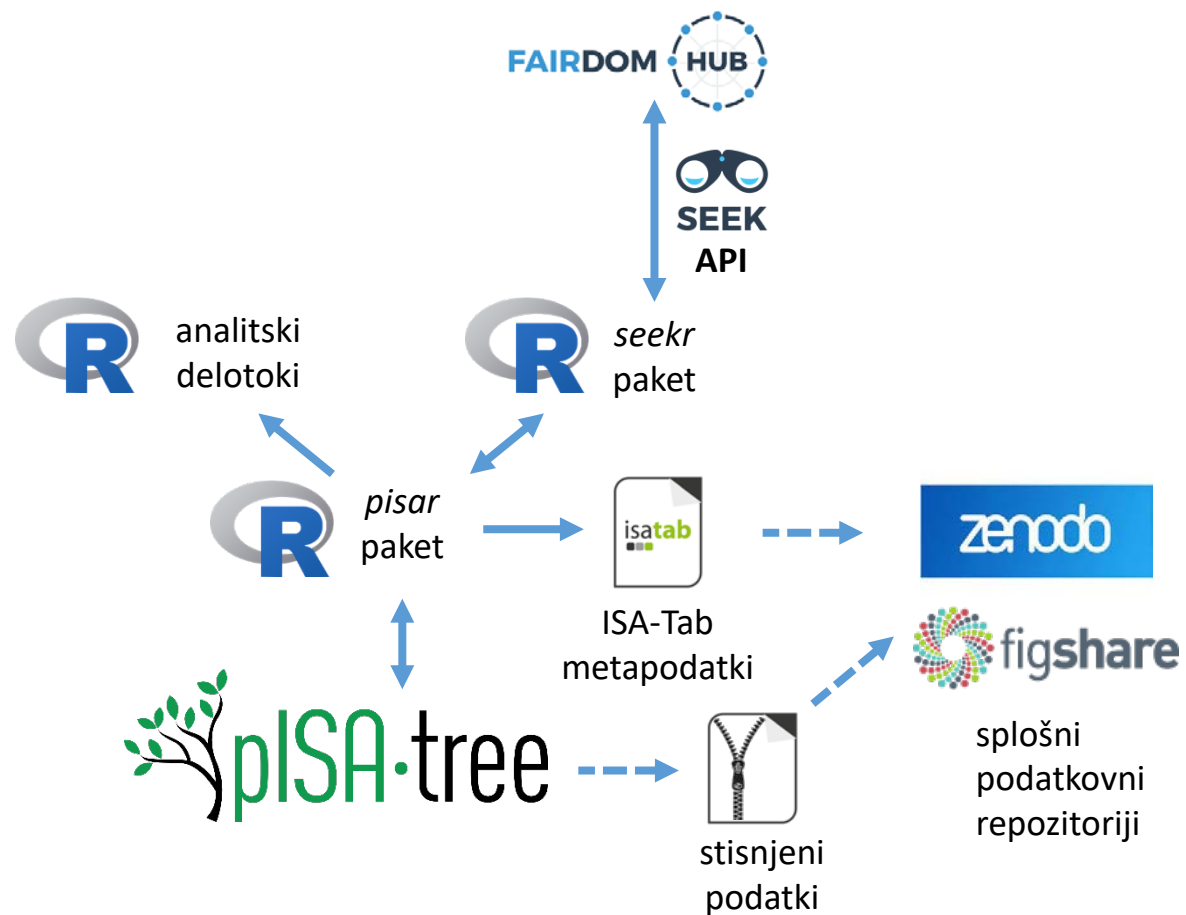 FAIRDOM HUB
SEEK
API
R
analitski
delotoki
R
seekr
paket
R
pisar
paket
isatab
ISA-Tab
metapodatki
zenodo
figshare
splošni
podatkovni
repozitoriji
pISA·tree
stisnjeni
podatki